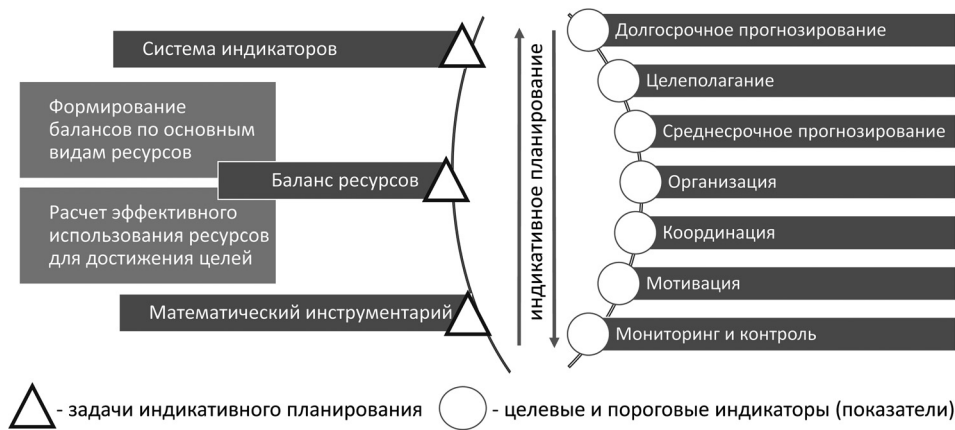 Система индикаторов
Формирование
балансов по основным
видам ресурсов
Баланс ресурсов
Расчет эффективного
использования ресурсов
для достижения целей
Математический инструментарий
индикативное планирование
Долгосрочное прогнозирование
Целеполагание
Среднесрочное прогнозирование
Организация
Координация
Мотивация
Мониторинг и контроль
- задачи индикативного планирования
- целевые и пороговые индикаторы (показатели)